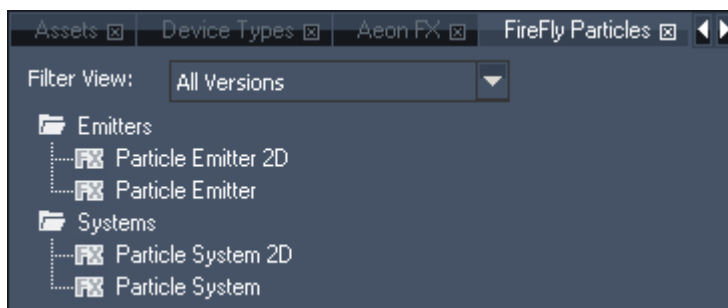 Assets Device Types Aeon FX FireFly Particles
Filter View: All Versions
Emitters
FX Particle Emitter 2D
FX Particle Emitter
Systems
FX Particle System 2D
FX Particle System